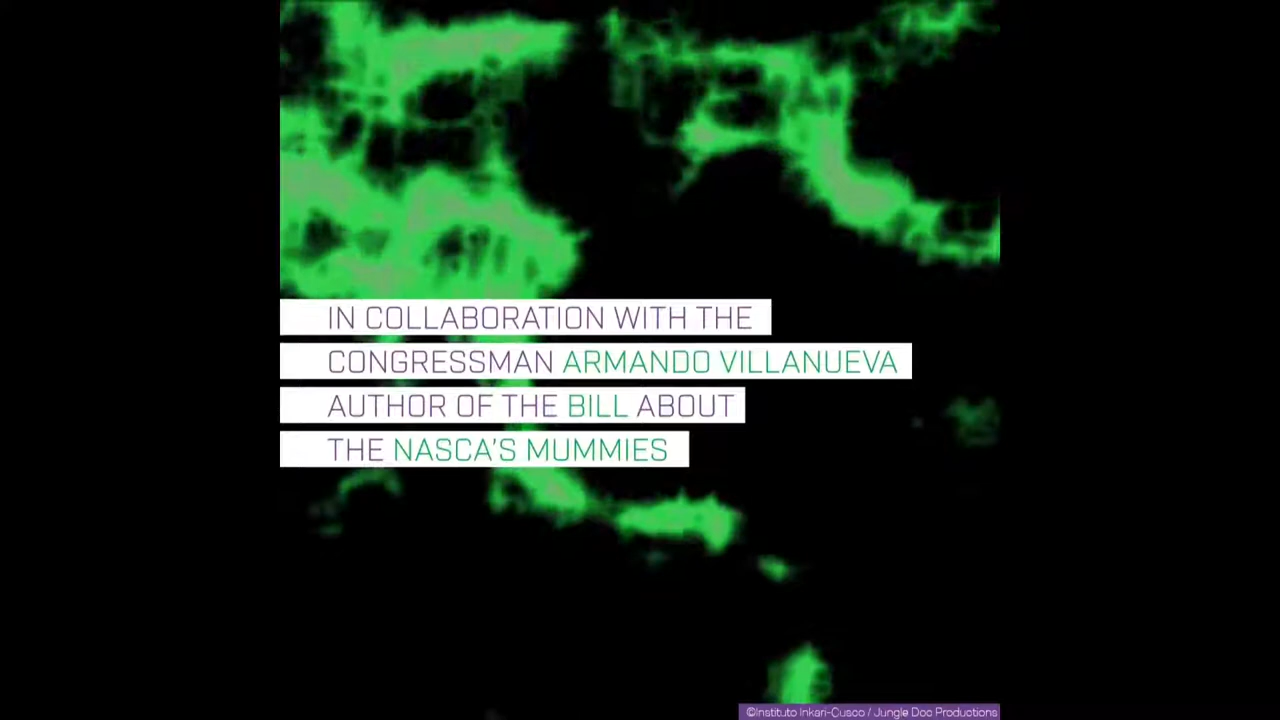 IN COLLABORATION WITH THE
CONGRESSMAN ARMANDO VILLANUEVA
AUTHOR OF THE BILL ABOUT
THE NASCA'S MUMMIES
©Instituto Inkari-Cusco / Jungle Doc Productions